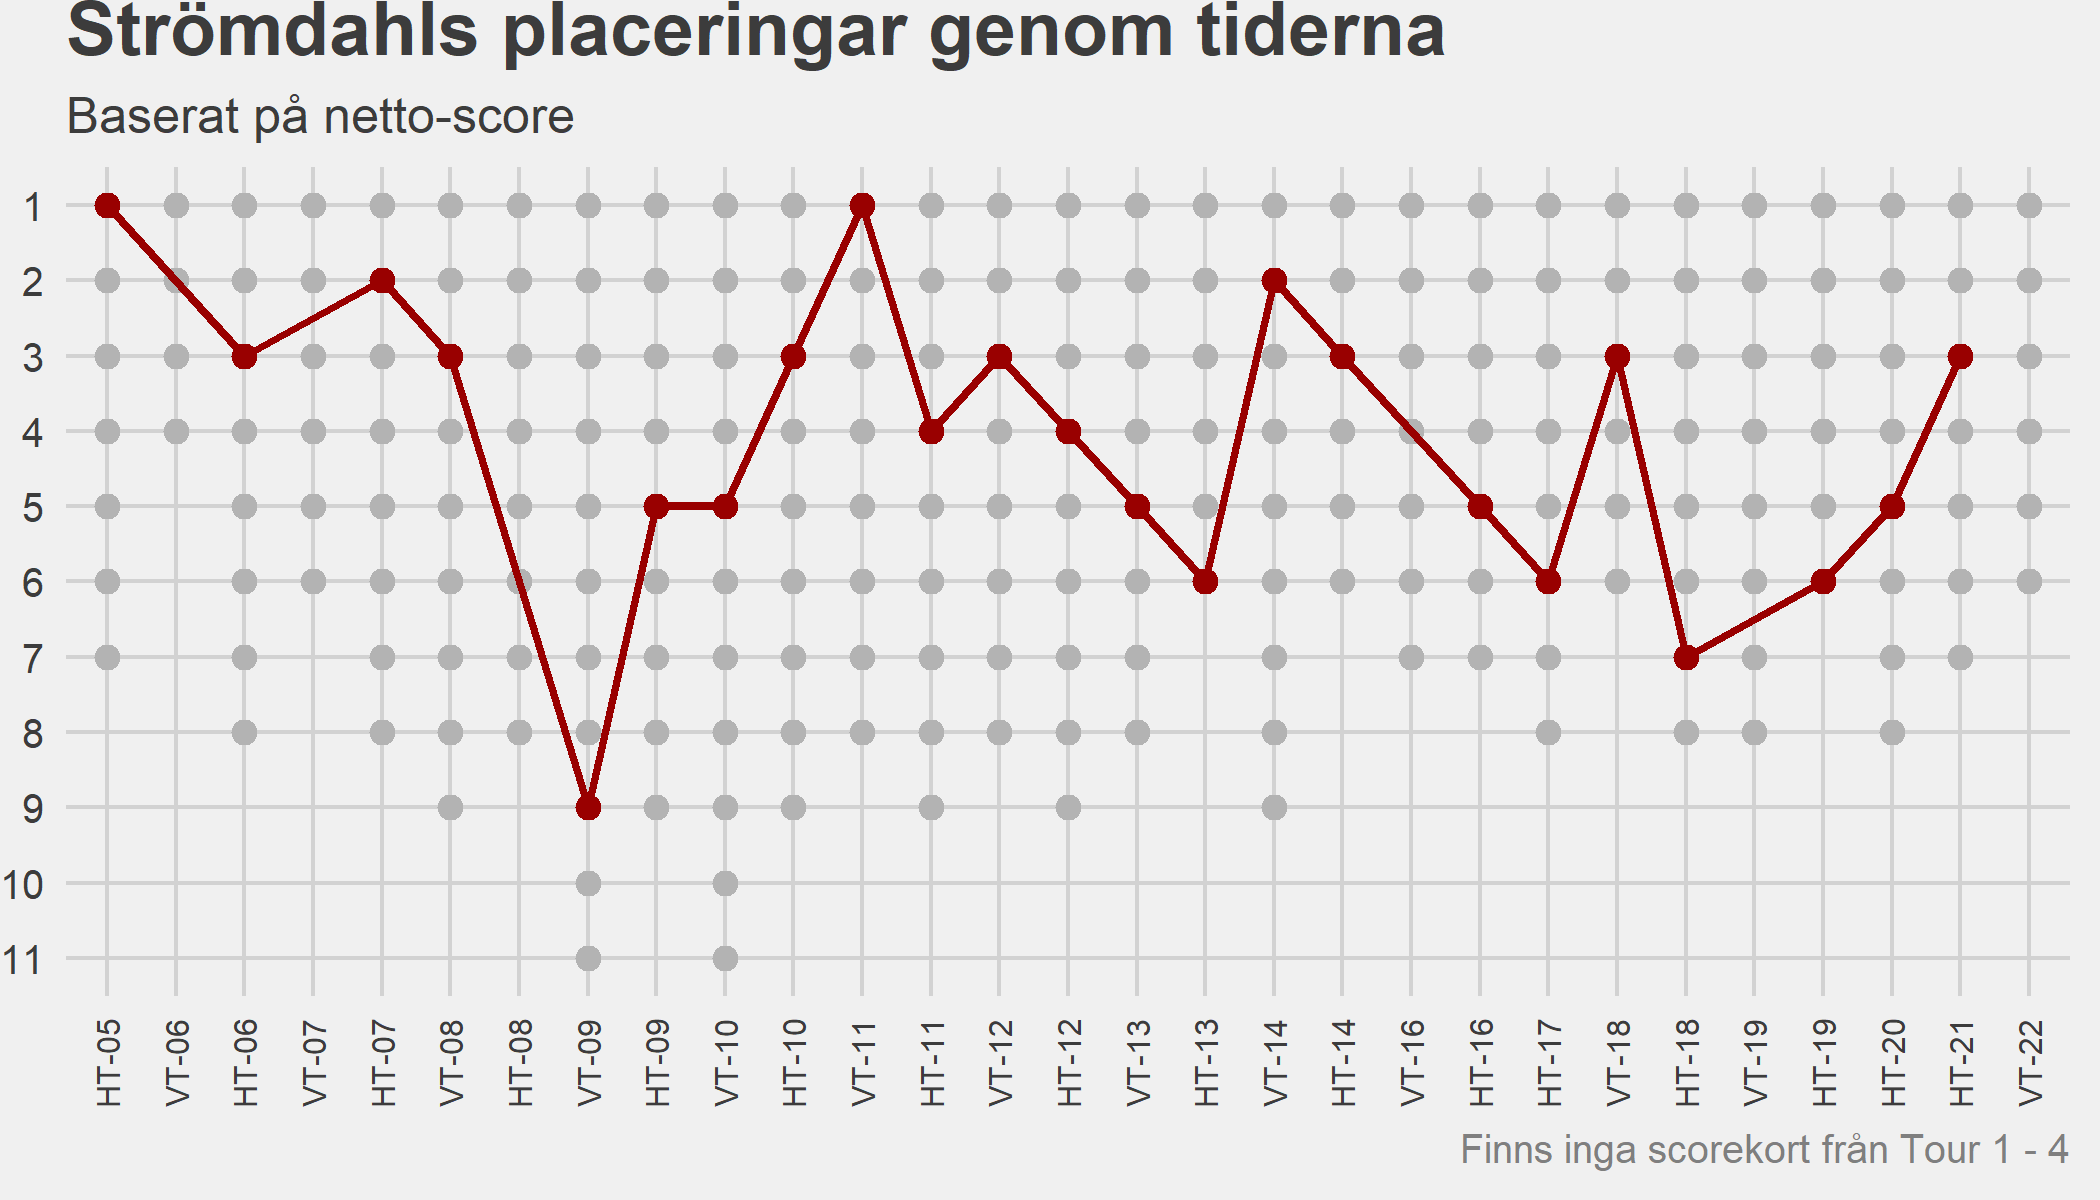 Strömdahls placeringar genom tiderna
Baserat på netto-score
1
2
3
4
5
6
7
8
9
10
11
HT-05
VT-06
HT-06
VT-07
HT-07
VT-08
HT-08
VT-09
HT-09
VT-10
HT-10
VT-11
HT-11
VT-12
HT-12
VT-13
HT-13
VT-14
HT-14
VT-16
HT-16
HT-17
VT-18
HT-18
VT-19
HT-19
HT-20
HT-21
VT-22
Finns inga scorekort från Tour 1 - 4